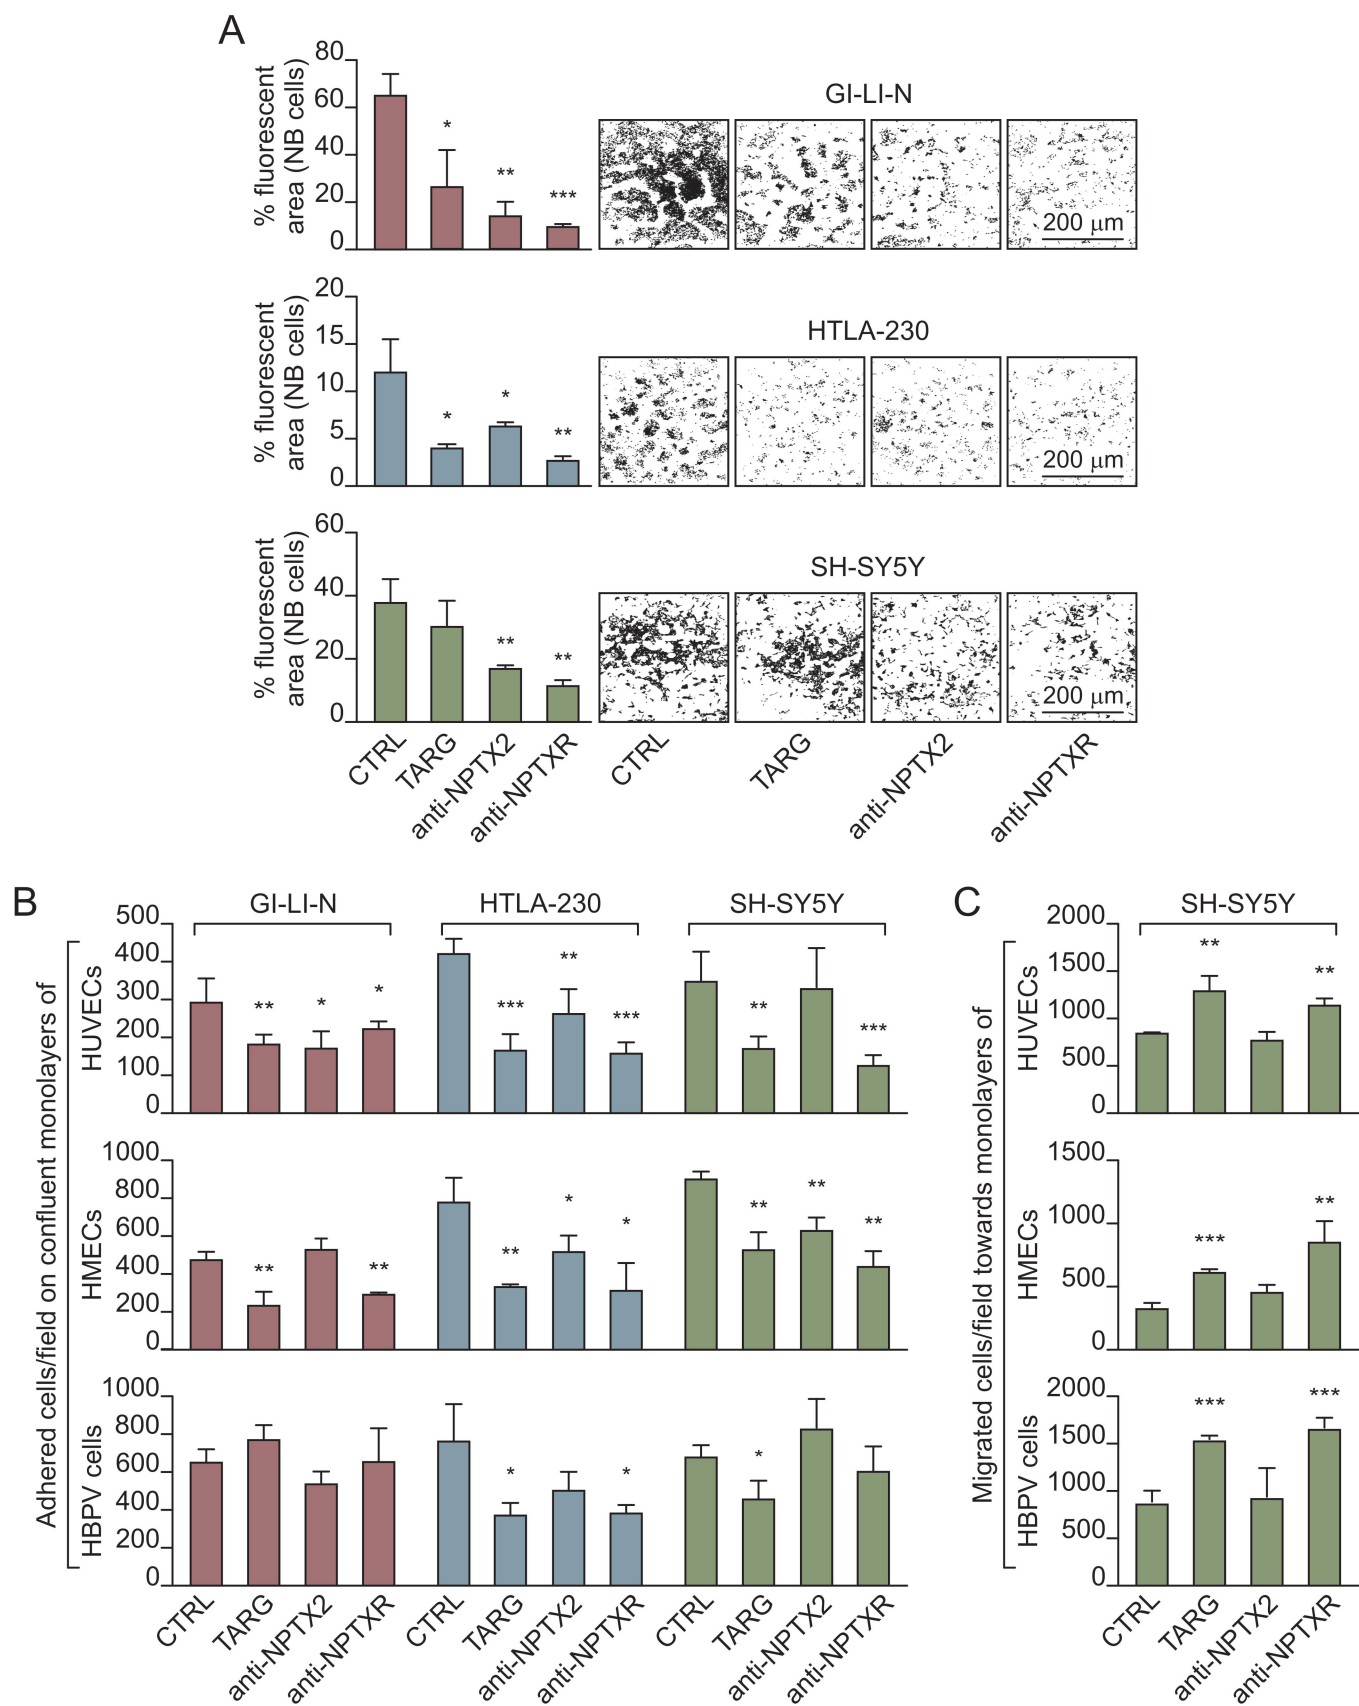 A
% fluorescent
area (NB cells)
80
60
40
20
0
*
**
***
GI-LI-N
200 μm
% fluorescent
area (NB cells)
20
15
10
5
0
*
*
**
HTLA-230
200 μm
% fluorescent
area (NB cells)
60
40
20
0
**
**
SH-SY5Y
200 μm
CTRL
TARG
anti-NPTX2
anti-NPTXR
CTRL
TARG
anti-NPTX2
anti-NPTXR
B
Adhered cells/field on confluent monolayers of
GI-LI-N
HTLA-230
SH-SY5Y
HUVECs
500
400
300
200
100
0
**
*
*
***
**
***
**
***
HMECs
1000
800
600
400
200
0
**
**
**
*
*
**
**
**
HBPV cells
1000
800
600
400
200
0
*
*
*
CTRL
TARG
anti-NPTX2
anti-NPTXR
CTRL
TARG
anti-NPTX2
anti-NPTXR
CTRL
TARG
anti-NPTX2
anti-NPTXR
C
Migrated cells/field towards monolayers of
SH-SY5Y
HUVECs
2000
1500
1000
500
0
**
**
HMECs
1500
1000
500
0
***
**
HBPV cells
2000
1500
1000
500
0
***
***
CTRL
TARG
anti-NPTX2
anti-NPTXR